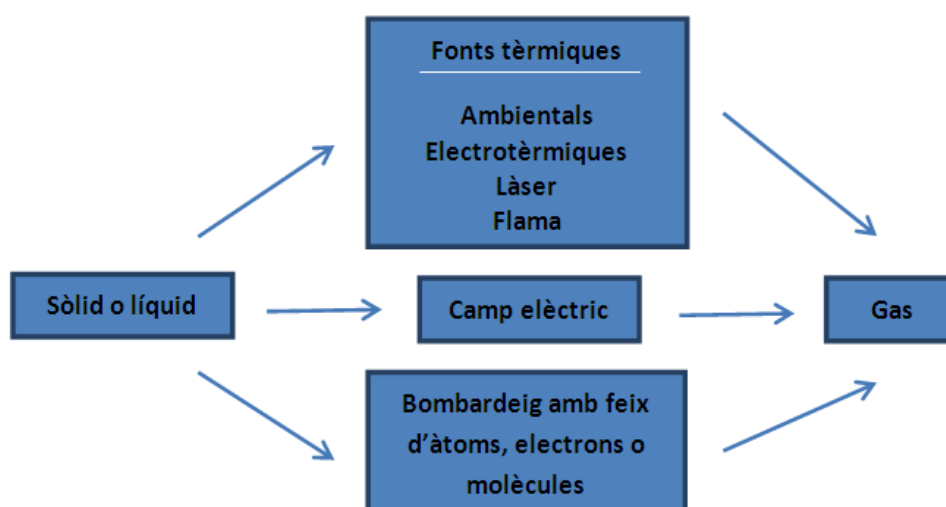 Fonts tèrmiques
Ambientals
Electrotèrmiques
Làser
Flama
Sòlid o líquid
Camp elèctric
Gas
Bombardeig amb feix
d'àtoms, electrons o
molècules